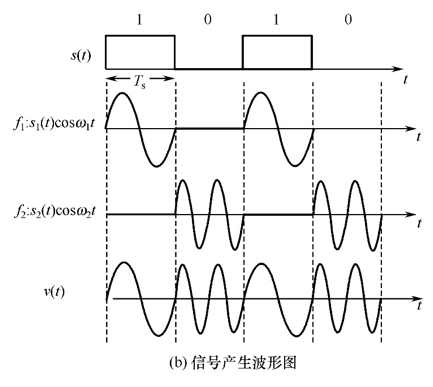 1 0 1 0
s(t)
t
Tₛ
f₁:s₁(t)cosω₁t
t
f₂:s₂(t)cosω₂t
t
v(t)
t
(b) 信号产生波形图